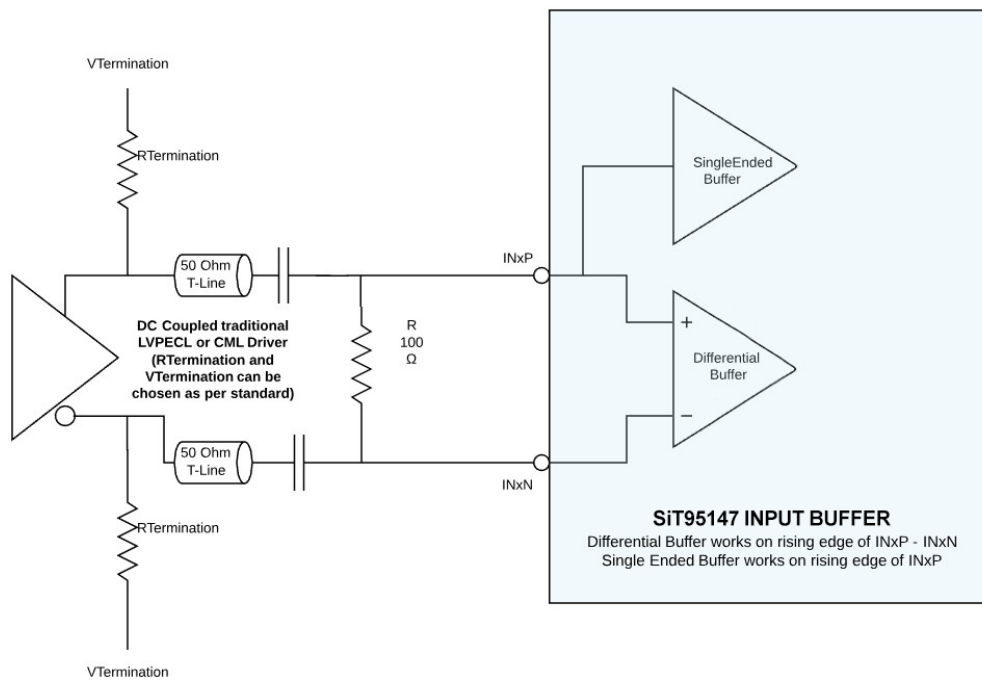 VTermination
RTermination
SingleEnded
Buffer
INxP
50 Ohm
T-Line
DC Coupled traditional
LVPECL or CML Driver
(RTermination and
VTermination can be
chosen as per standard)
R
100
Ω
+
Differential
Buffer
−
50 Ohm
T-Line
INxN
RTermination
VTermination
SiT95147 INPUT BUFFER
Differential Buffer works on rising edge of INxP - INxN
Single Ended Buffer works on rising edge of INxP